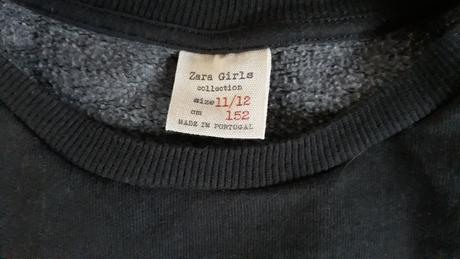 Zara Girls
collection
size 11/12
cm 152
MADE IN PORTUGAL